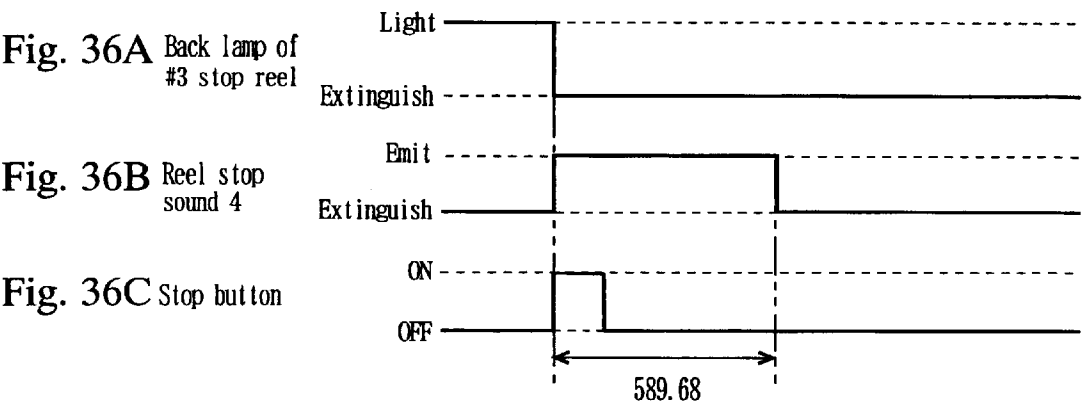 Light
Fig. 36A Back lamp of
#3 stop reel
Extinguish
Emit
Fig. 36B Reel stop
sound 4
Extinguish
ON
Fig. 36C Stop button
OFF
589.68